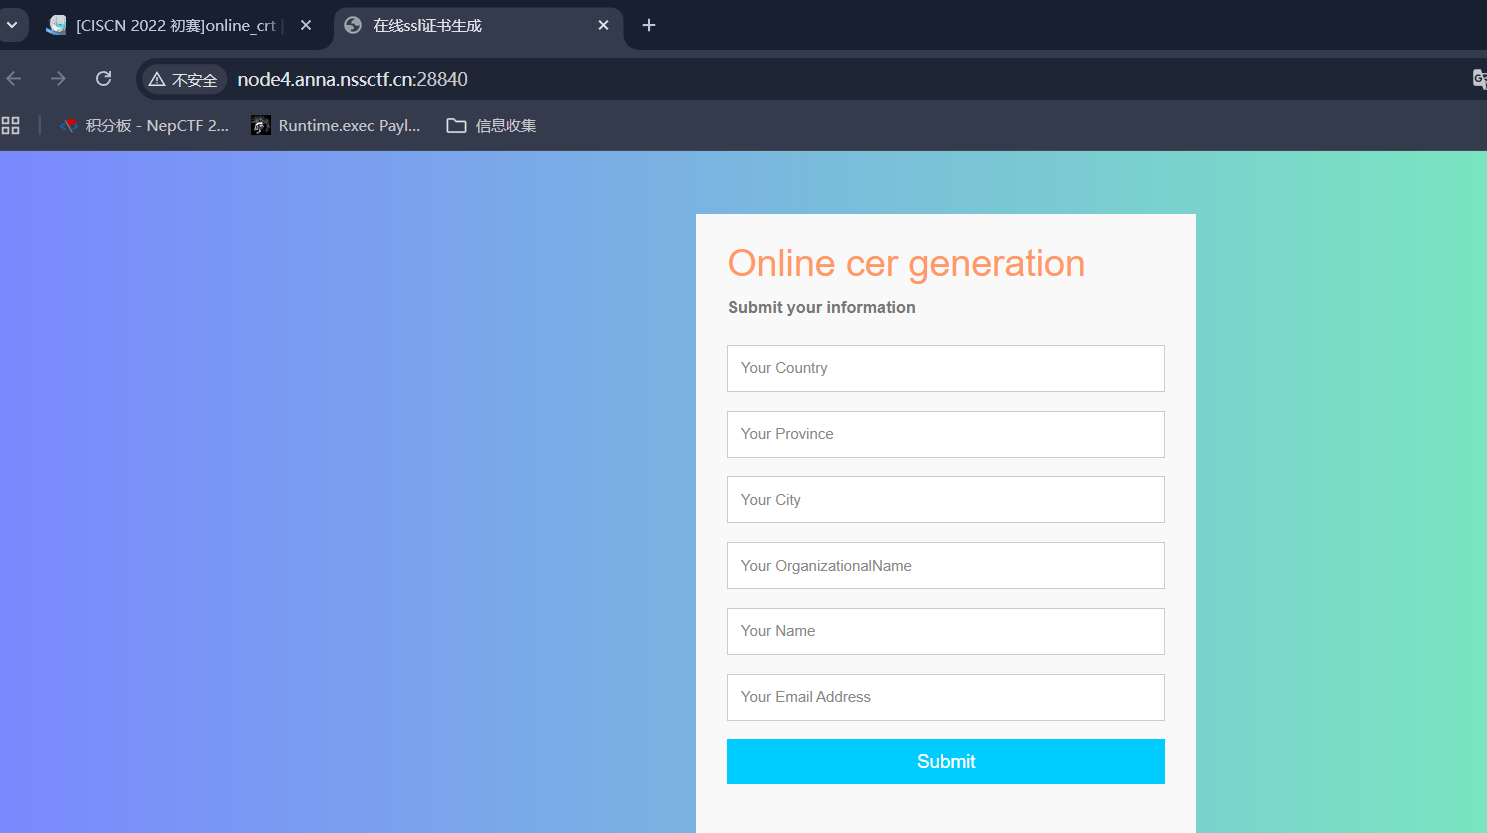 [CISCN 2022 初赛]online_crt
在线ssl证书生成
不安全 node4.anna.nssctf.cn:28840
积分板 - NepCTF 2... Runtime.exec Payl... 信息收集
Online cer generation
Submit your information
Your Country
Your Province
Your City
Your OrganizationalName
Your Name
Your Email Address
Submit